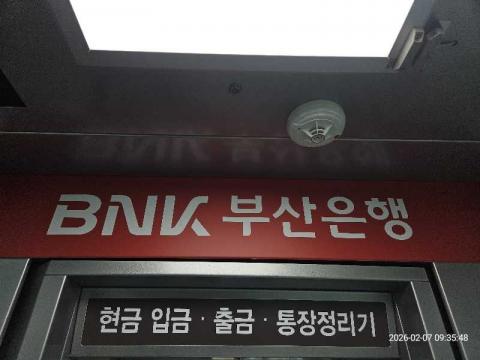 BNK 부산은행
현금 입금 · 출금 · 통장정리기
2026-02-07 09:35:48